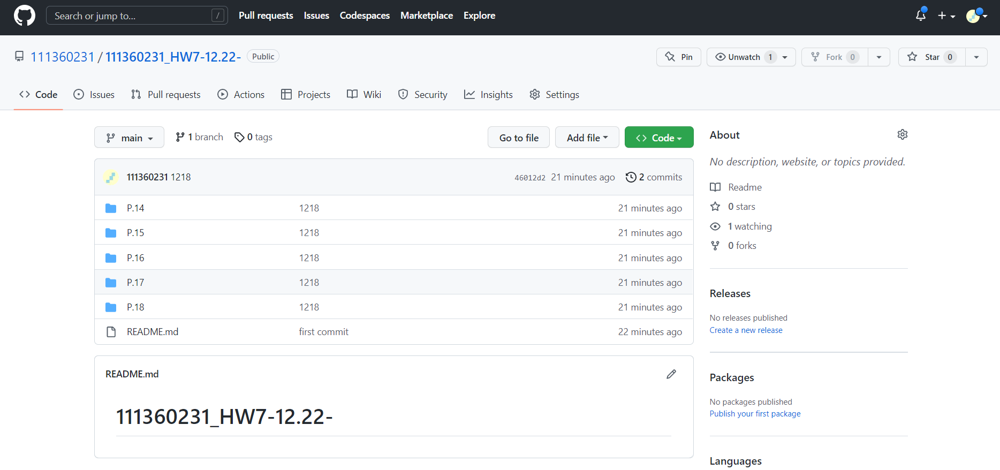 Search or jump to... / Pull requests Issues Codespaces Marketplace Explore
111360231 / 111360231_HW7-12.22- Public Pin Unwatch 1 Fork 0 Star 0
Code Issues Pull requests Actions Projects Wiki Security Insights Settings
main 1 branch 0 tags Go to file Add file Code
111360231 1218 46012d2 21 minutes ago 2 commits
P.14 1218 21 minutes ago
P.15 1218 21 minutes ago
P.16 1218 21 minutes ago
P.17 1218 21 minutes ago
P.18 1218 21 minutes ago
README.md first commit 22 minutes ago
README.md
111360231_HW7-12.22-
About
No description, website, or topics provided.
Readme
0 stars
1 watching
0 forks
Releases
No releases published
Create a new release
Packages
No packages published
Publish your first package
Languages